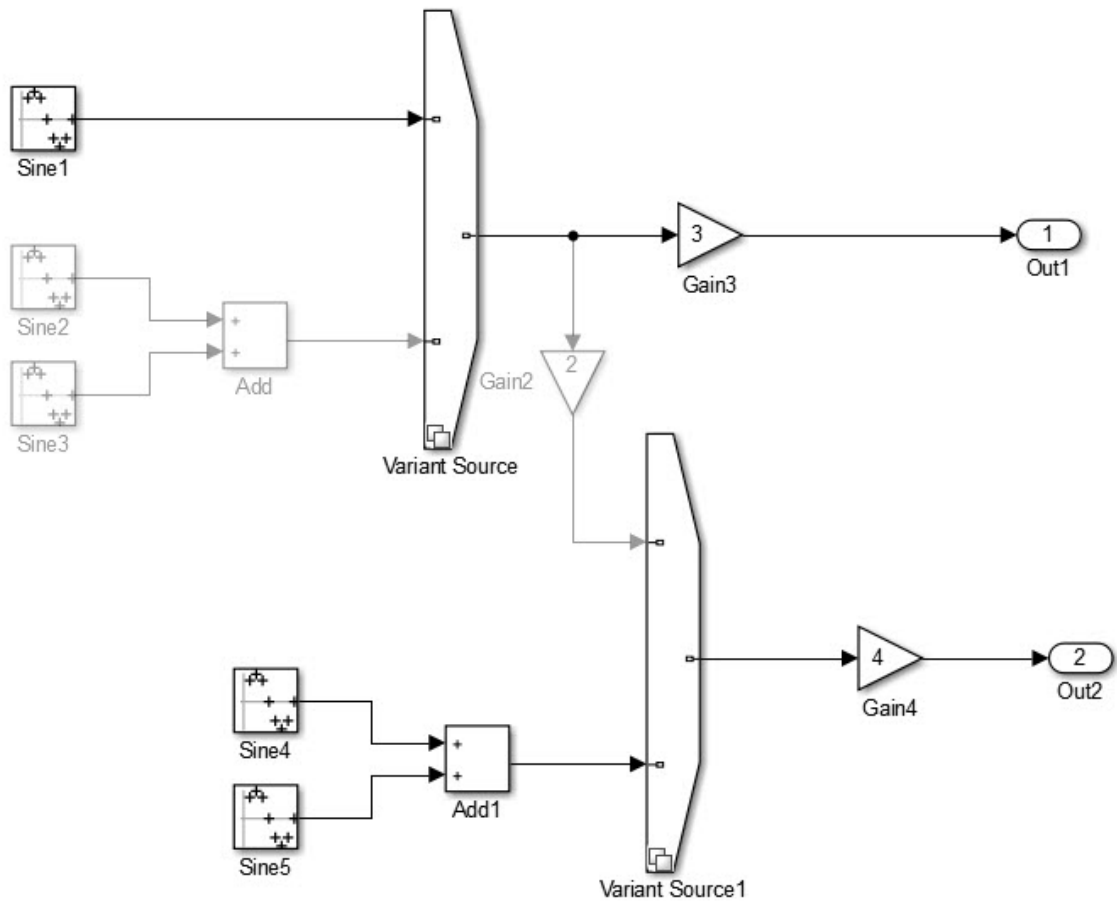 Sine1
3
1
Gain3
Out1
Sine2
+
+
Add
Sine3
Gain2
2
Variant Source
4
2
Gain4
Out2
Sine4
+
+
Add1
Sine5
Variant Source1